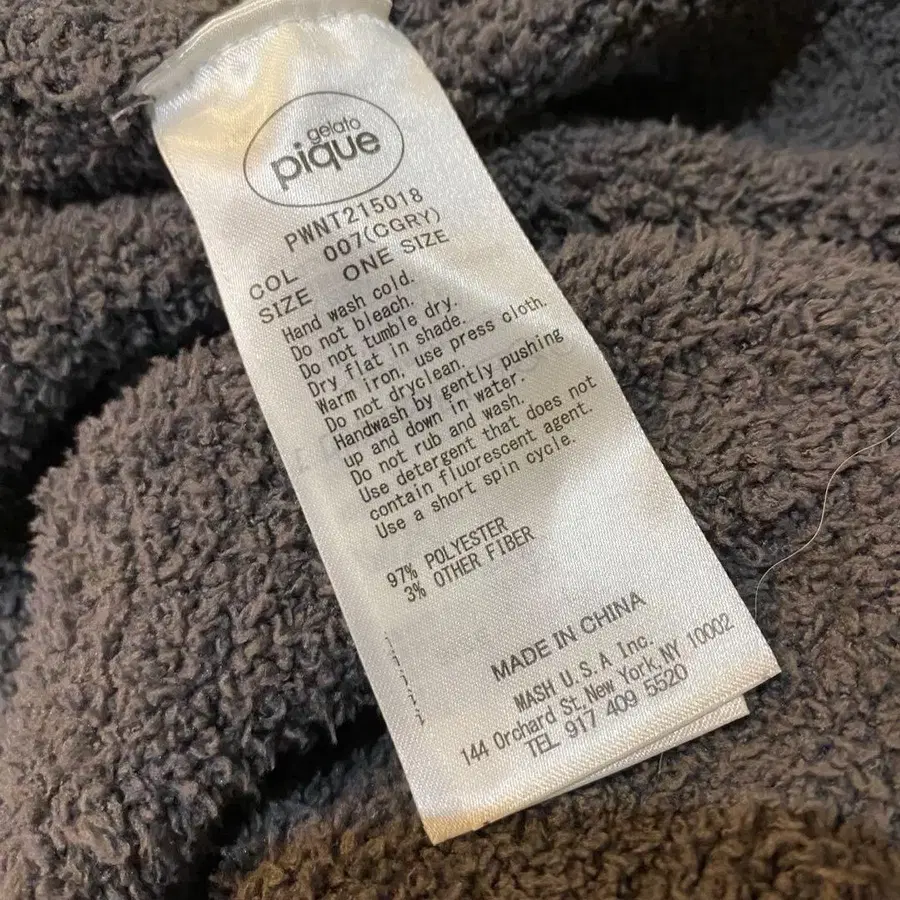 gelato
pique
PWNT215018
COL 007(CGRY)
SIZE ONE SIZE
Hand wash cold.
Do not bleach.
Do not tumble dry.
Dry flat in shade.
Warm iron, use press cloth.
Do not dryclean.
Handwash by gently pushing
up and down in water.
Do not rub and wash.
Use detergent that does not
contain fluorescent agent.
Use a short spin cycle.
97% POLYESTER
3% OTHER FIBER
MADE IN CHINA
MASH U.S.A Inc.
144 Orchard St,New York,NY 10002
TEL 917 409 5520